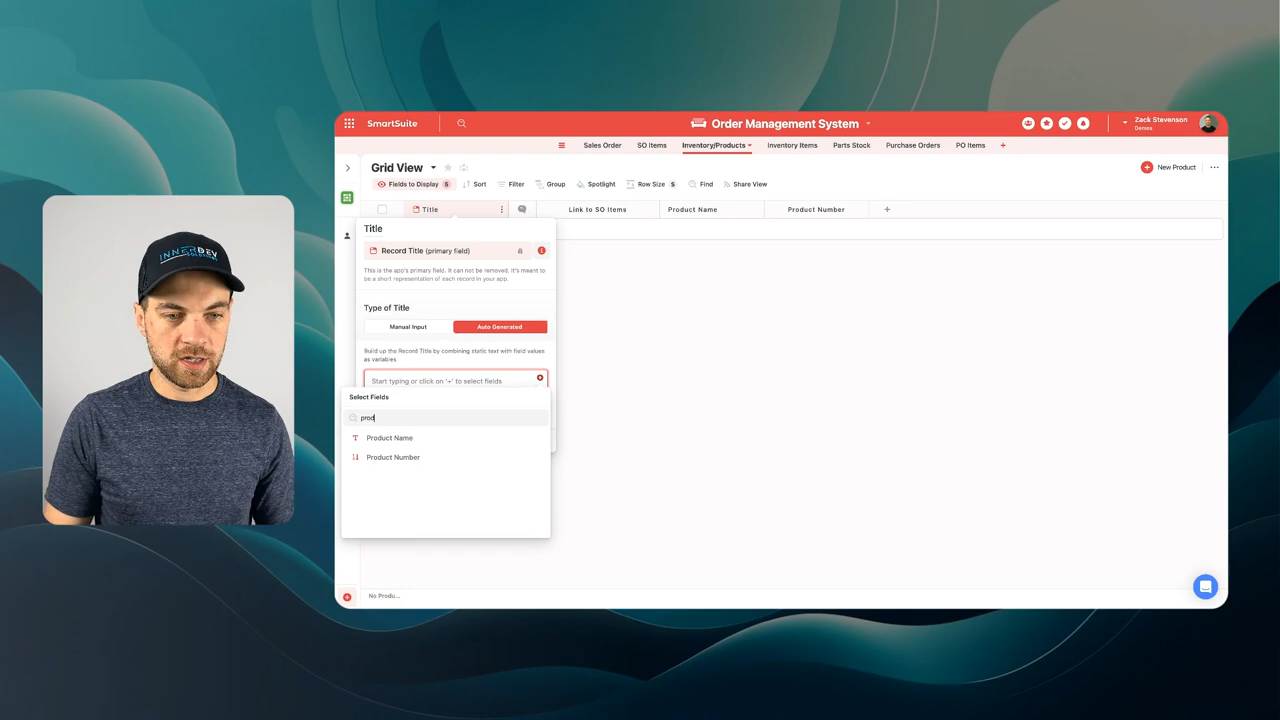 SmartSuite
Order Management System
Zack Stevenson
Demos
Sales Order
SO Items
Inventory/Products
Inventory Items
Parts Stock
Purchase Orders
PO Items
Grid View
New Product
Fields to Display 5
Sort
Filter
Group
Spotlight
Row Size S
Find
Share View
Title
Link to SO Items
Product Name
Product Number
Title
Record Title (primary field)
This is the app's primary field. It can not be removed. It's meant to
be a short representation of each record in your app.
Type of Title
Manual Input
Auto Generated
Build up the Record Title by combining static text with field values
as variables
Start typing or click on '+' to select fields
Select Fields
prod
Product Name
Product Number
No Produ...
INNERDEV
SOLUTIONS